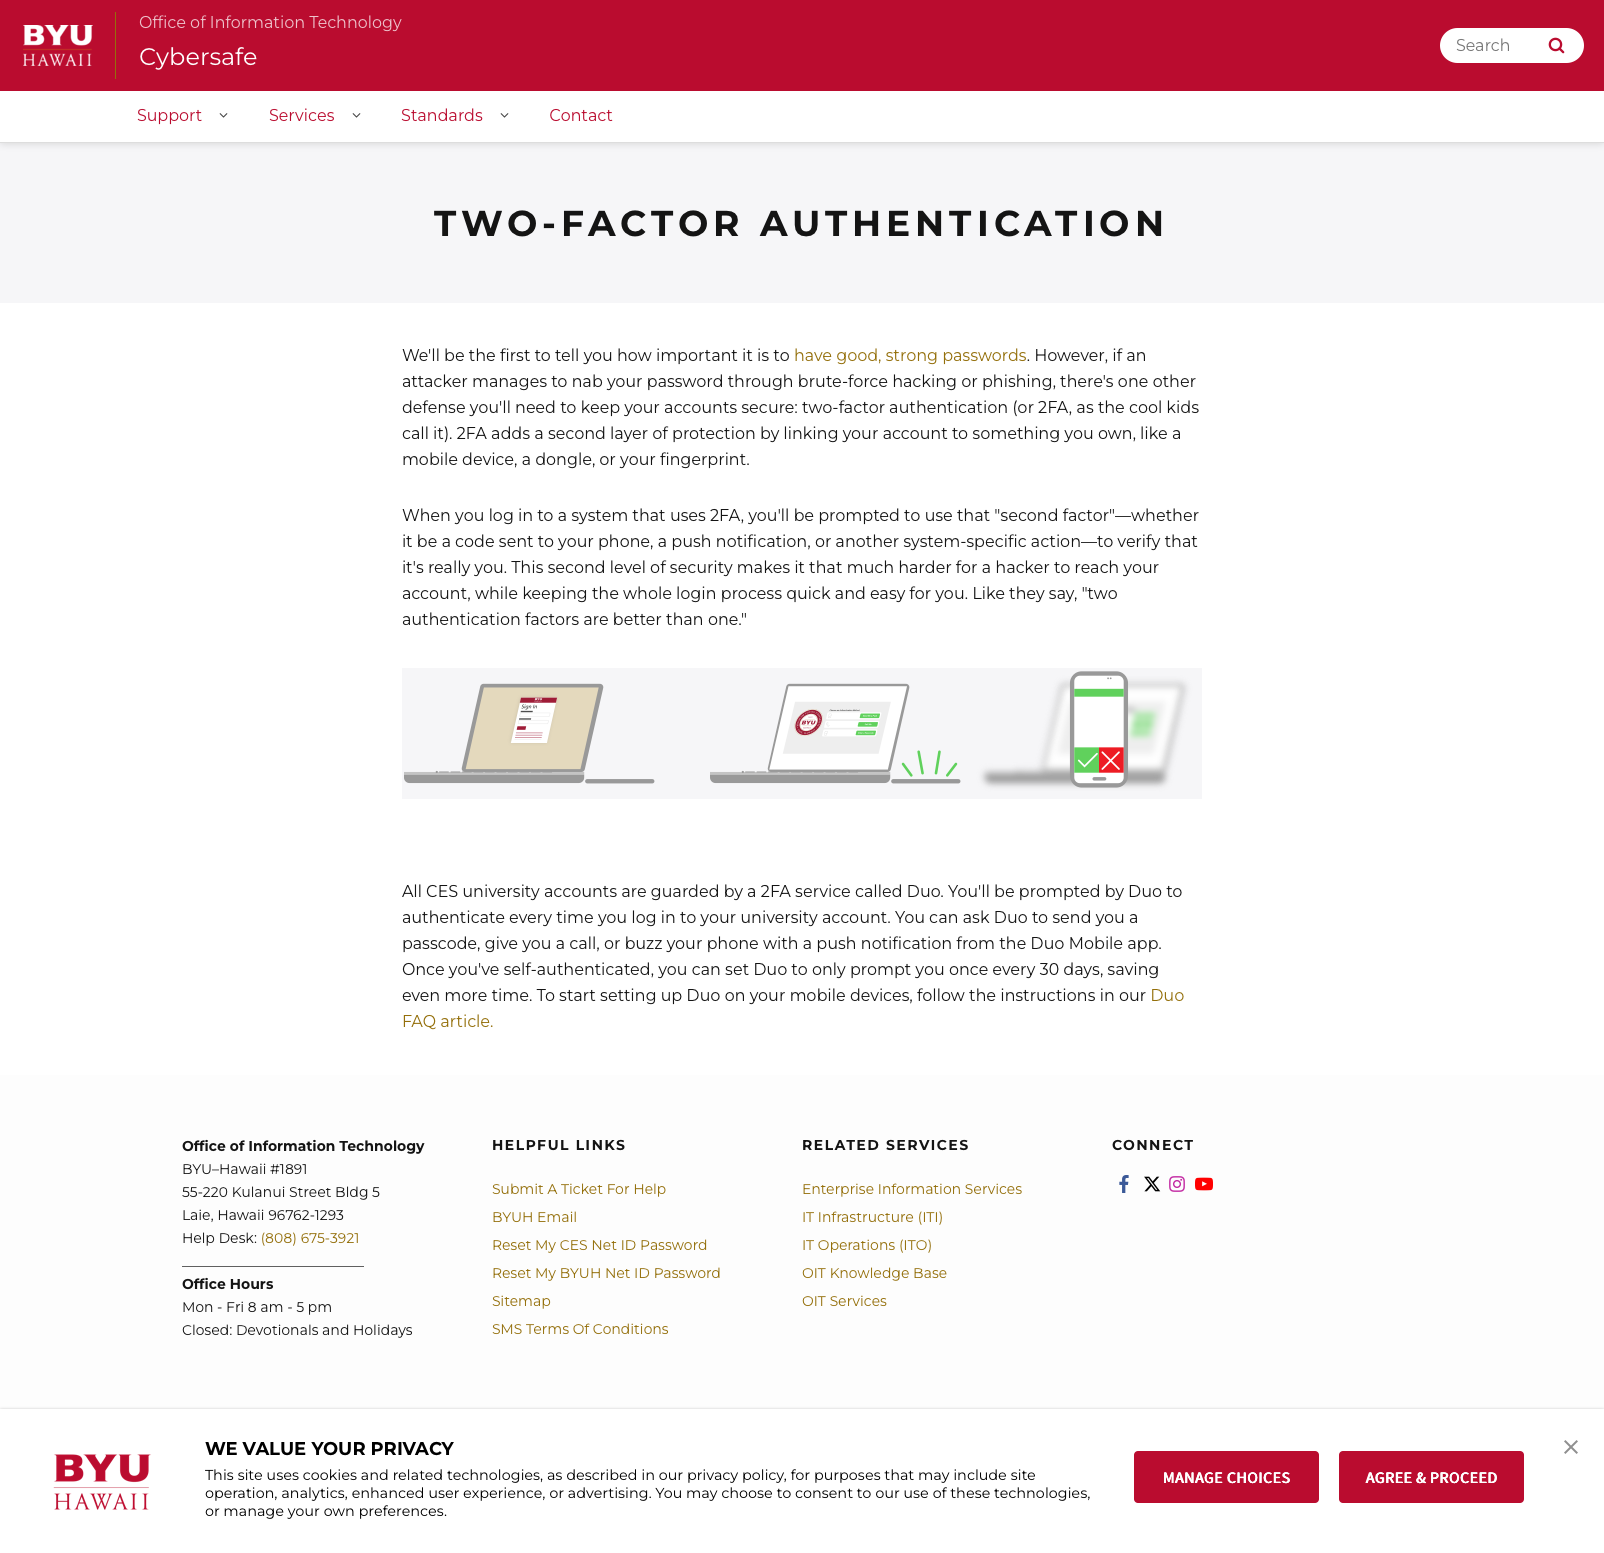 BYU
HAWAII
Office of Information Technology
Cybersafe
Search
Support
Services
Standards
Contact
TWO-FACTOR AUTHENTICATION
We'll be the first to tell you how important it is to have good, strong passwords. However, if an
attacker manages to nab your password through brute-force hacking or phishing, there's one other
defense you'll need to keep your accounts secure: two-factor authentication (or 2FA, as the cool kids
call it). 2FA adds a second layer of protection by linking your account to something you own, like a
mobile device, a dongle, or your fingerprint.
When you log in to a system that uses 2FA, you'll be prompted to use that "second factor"—whether
it be a code sent to your phone, a push notification, or another system-specific action—to verify that
it's really you. This second level of security makes it that much harder for a hacker to reach your
account, while keeping the whole login process quick and easy for you. Like they say, "two
authentication factors are better than one."
BYU
Sign in
BYU
All CES university accounts are guarded by a 2FA service called Duo. You'll be prompted by Duo to
authenticate every time you log in to your university account. You can ask Duo to send you a
passcode, give you a call, or buzz your phone with a push notification from the Duo Mobile app.
Once you've self-authenticated, you can set Duo to only prompt you once every 30 days, saving
even more time. To start setting up Duo on your mobile devices, follow the instructions in our Duo
FAQ article.
Office of Information Technology
BYU–Hawaii #1891
55-220 Kulanui Street Bldg 5
Laie, Hawaii 96762-1293
Help Desk: (808) 675-3921
Office Hours
Mon - Fri 8 am - 5 pm
Closed: Devotionals and Holidays
HELPFUL LINKS
Submit A Ticket For Help
BYUH Email
Reset My CES Net ID Password
Reset My BYUH Net ID Password
Sitemap
SMS Terms Of Conditions
RELATED SERVICES
Enterprise Information Services
IT Infrastructure (ITI)
IT Operations (ITO)
OIT Knowledge Base
OIT Services
CONNECT
BYU
HAWAII
WE VALUE YOUR PRIVACY
This site uses cookies and related technologies, as described in our privacy policy, for purposes that may include site
operation, analytics, enhanced user experience, or advertising. You may choose to consent to our use of these technologies,
or manage your own preferences.
MANAGE CHOICES
AGREE & PROCEED